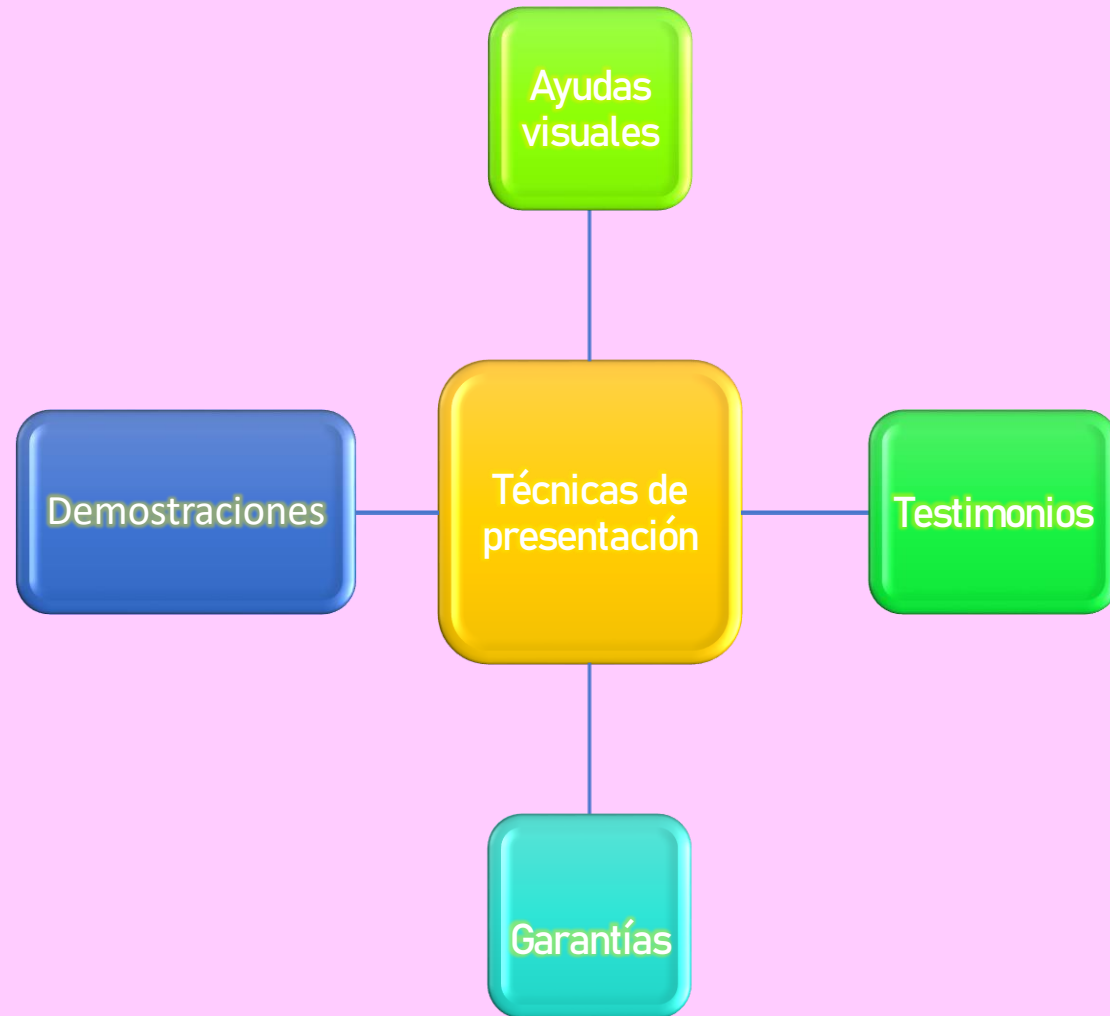 Ayudas
visuales
Demostraciones
Técnicas de
presentación
Testimonios
Garantías